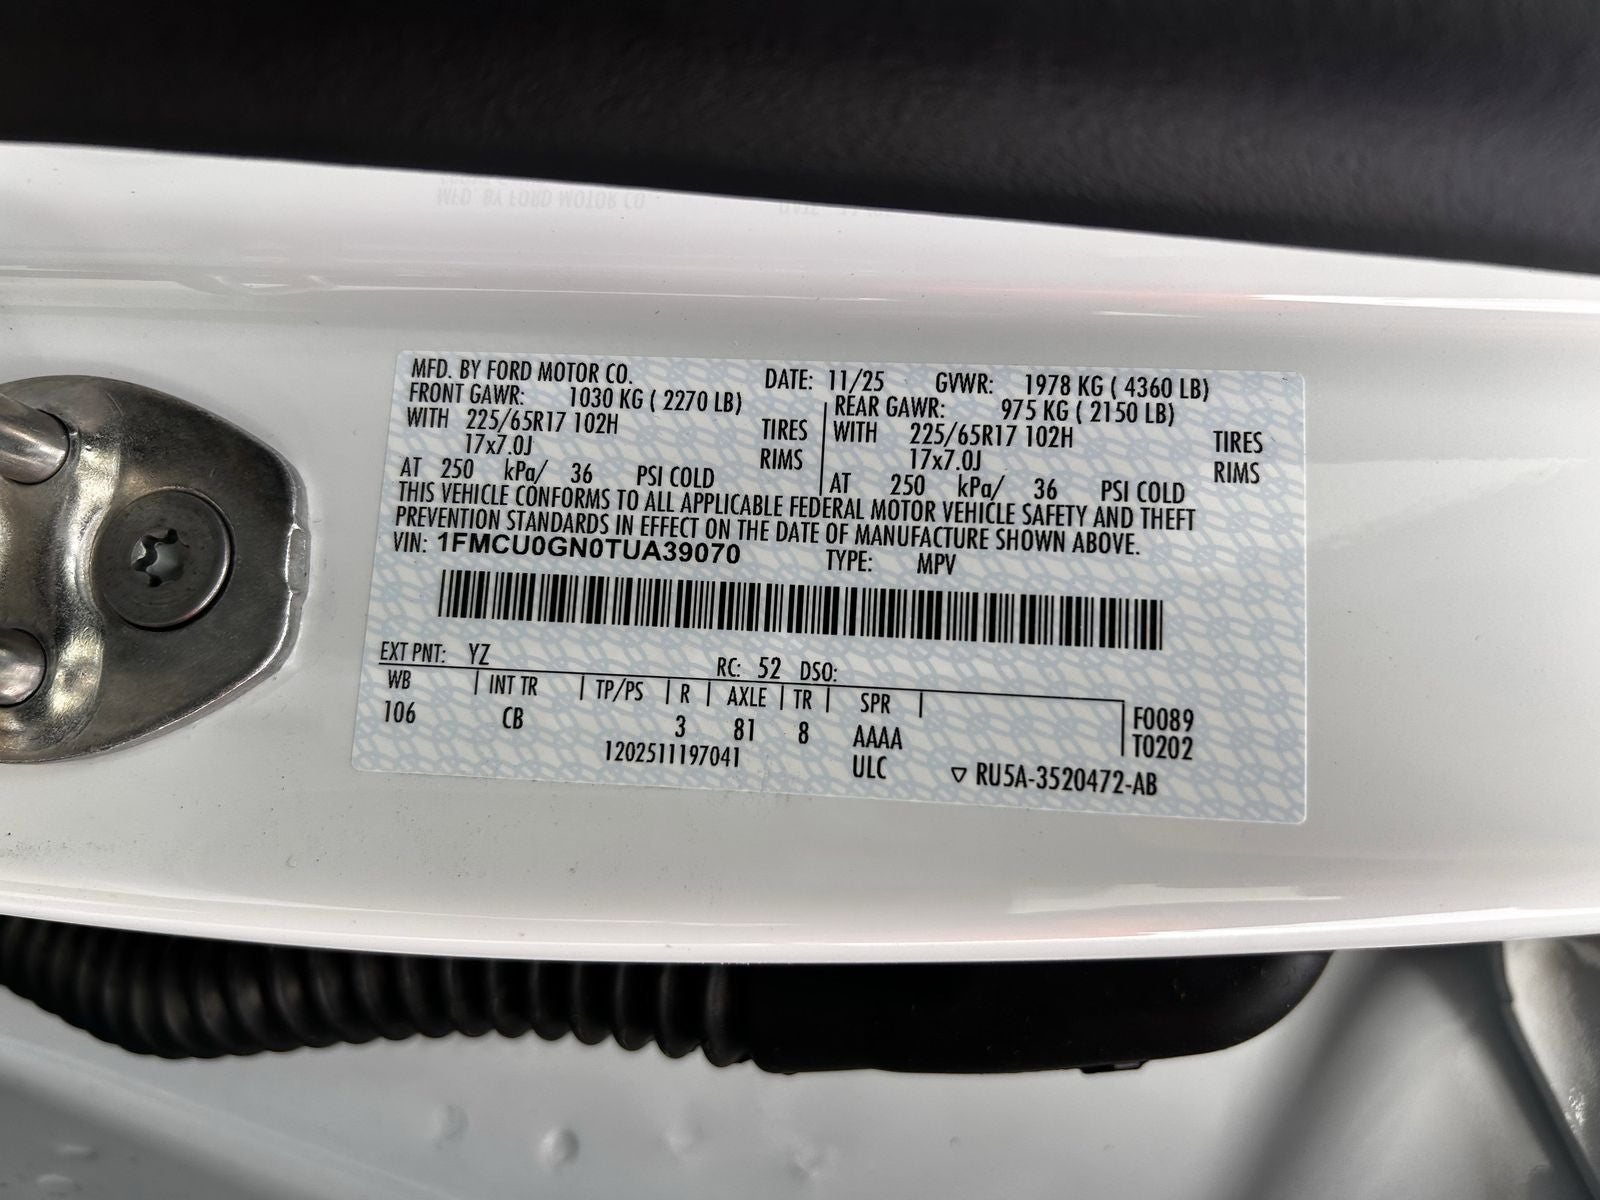 MFD. BY FORD MOTOR CO. DATE: 11/25 GVWR: 1978 KG ( 4360 LB)
FRONT GAWR: 1030 KG ( 2270 LB) REAR GAWR: 975 KG ( 2150 LB)
WITH 225/65R17 102H TIRES WITH 225/65R17 102H TIRES
17x7.0J RIMS 17x7.0J RIMS
AT 250 kPa/ 36 PSI COLD AT 250 kPa/ 36 PSI COLD
THIS VEHICLE CONFORMS TO ALL APPLICABLE FEDERAL MOTOR VEHICLE SAFETY AND THEFT
PREVENTION STANDARDS IN EFFECT ON THE DATE OF MANUFACTURE SHOWN ABOVE.
VIN: 1FMCU0GN0TUA39070 TYPE: MPV
EXT PNT: YZ RC: 52 DSO:
WB INT TR TP/PS R AXLE TR SPR F0089
106 CB 3 81 8 AAAA T0202
1202511197041 ULC ▽ RU5A-3520472-AB